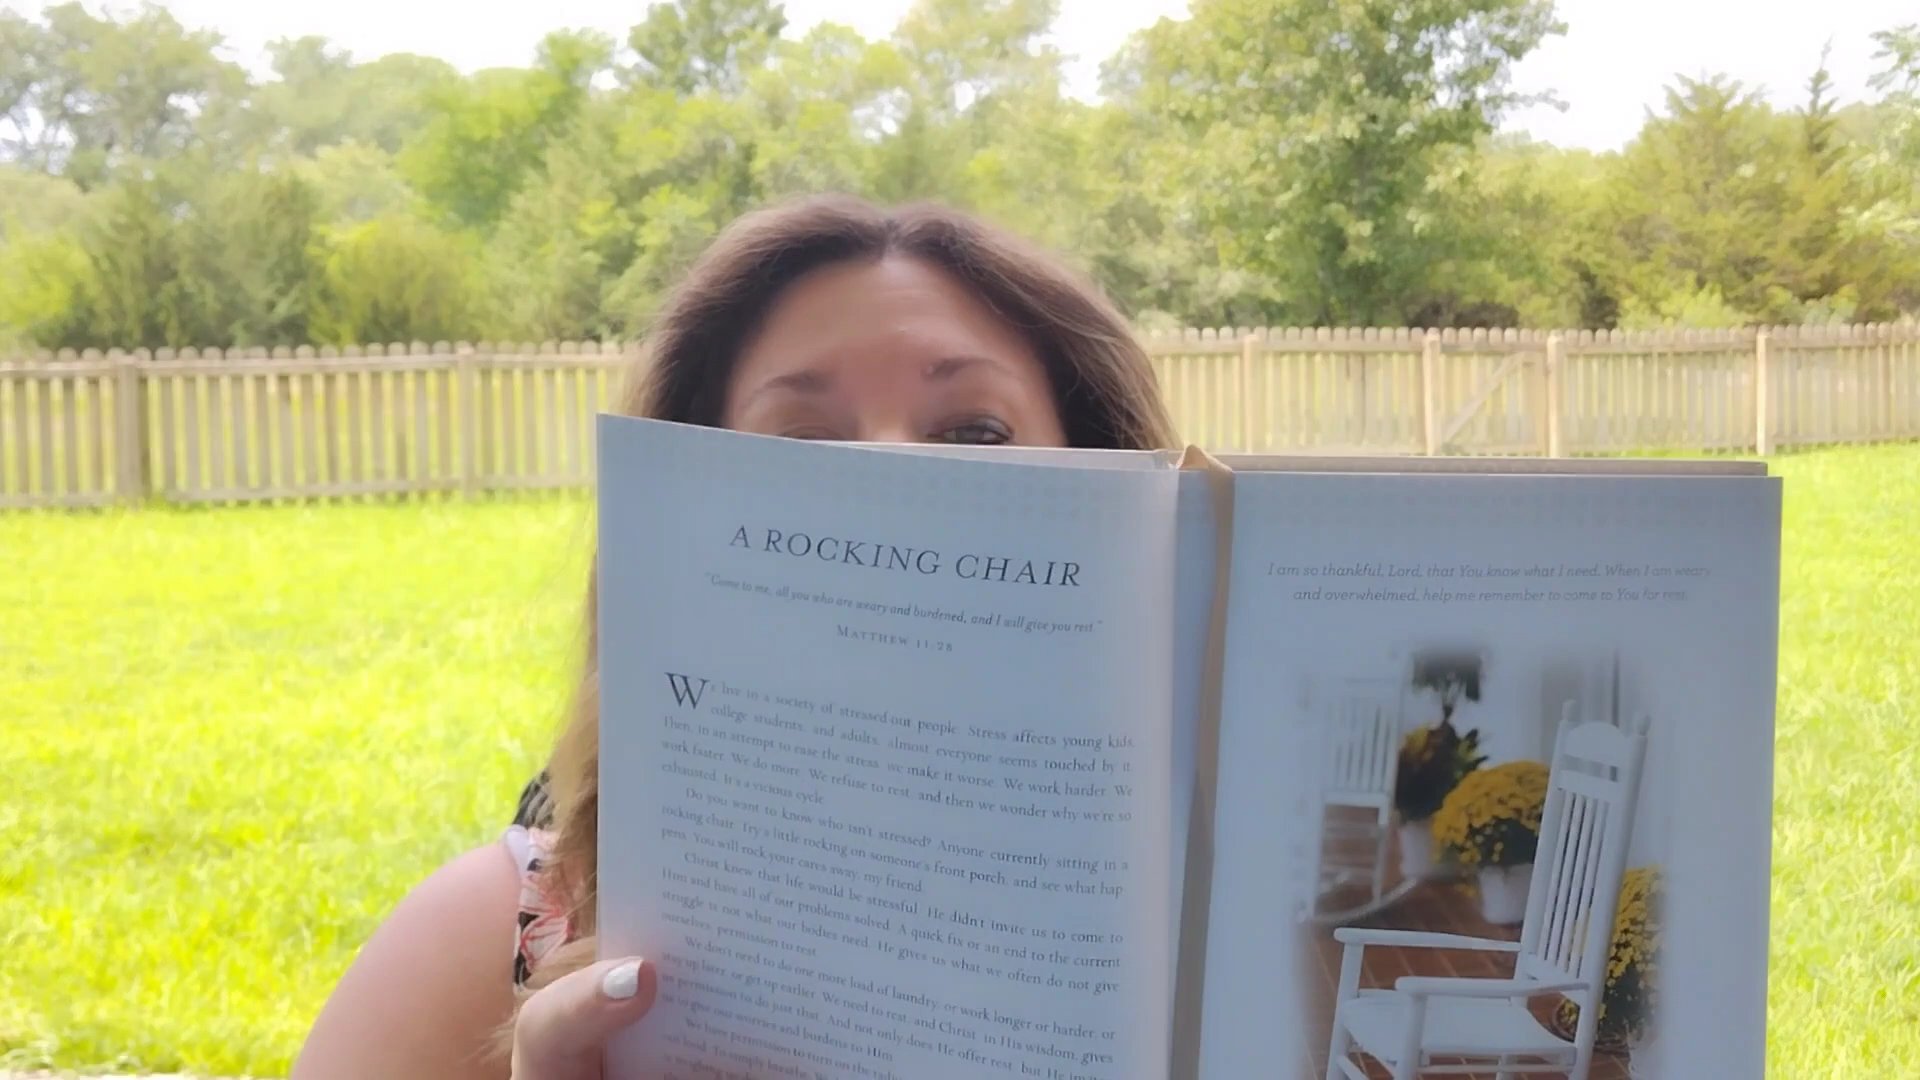 A ROCKING CHAIR
"Come to me, all you who are weary and burdened, and I will give you rest."
MATTHEW 11:28
We live in a society of stressed out people. Stress affects young kids,
college students, and adults, almost everyone seems touched by it.
Then, in an attempt to ease the stress, we make it worse. We work harder. We
work faster. We do more. We refuse to rest, and then we wonder why we're so
exhausted. It's a vicious cycle.
Do you want to know who isn't stressed? Anyone currently sitting in a
rocking chair. Try a little rocking on someone's front porch, and see what hap
pens. You will rock your cares away, my friend.
Christ knew that life would be stressful. He didn't invite us to come to
Him and have all of our problems solved. A quick fix or an end to the current
struggle is not what our bodies need. He gives us what we often do not give
ourselves, permission to rest.
We don't need to do one more load of laundry, or work longer or harder, or
stay up later, or get up earlier. We need to rest, and Christ, in His wisdom, gives
us permission to do just that. And not only does He offer rest, but He
us to give our worries and burdens to Him
We have permission to turn on the
out loud. To simply breathe.
I am so thankful, Lord, that You know what I need. When I am weary
and overwhelmed, help me remember to come to You for rest.